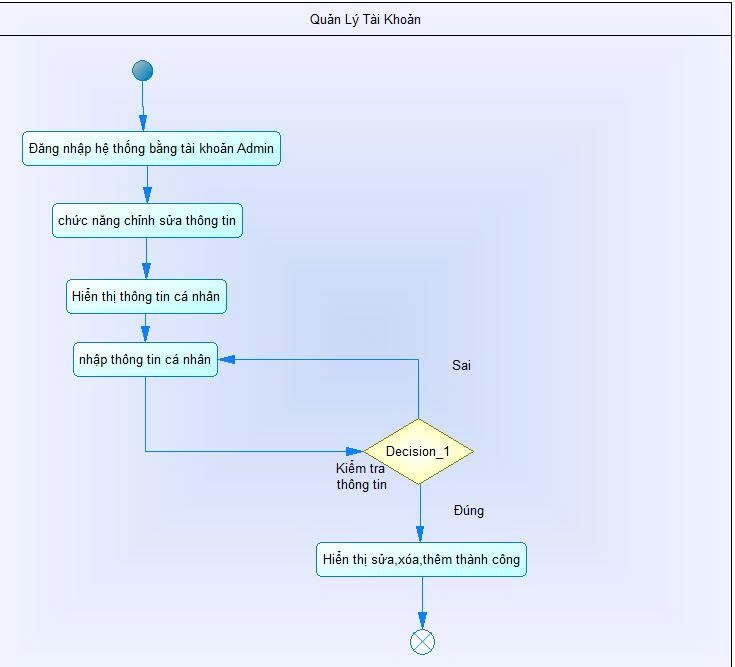 Quản Lý Tài Khoản
Đăng nhập hệ thống bằng tài khoản Admin
chức năng chỉnh sửa thông tin
Hiển thị thông tin cá nhân
nhập thông tin cá nhân
Sai
Decision_1
Kiểm tra
thông tin
Đúng
Hiển thị sửa,xóa,thêm thành công